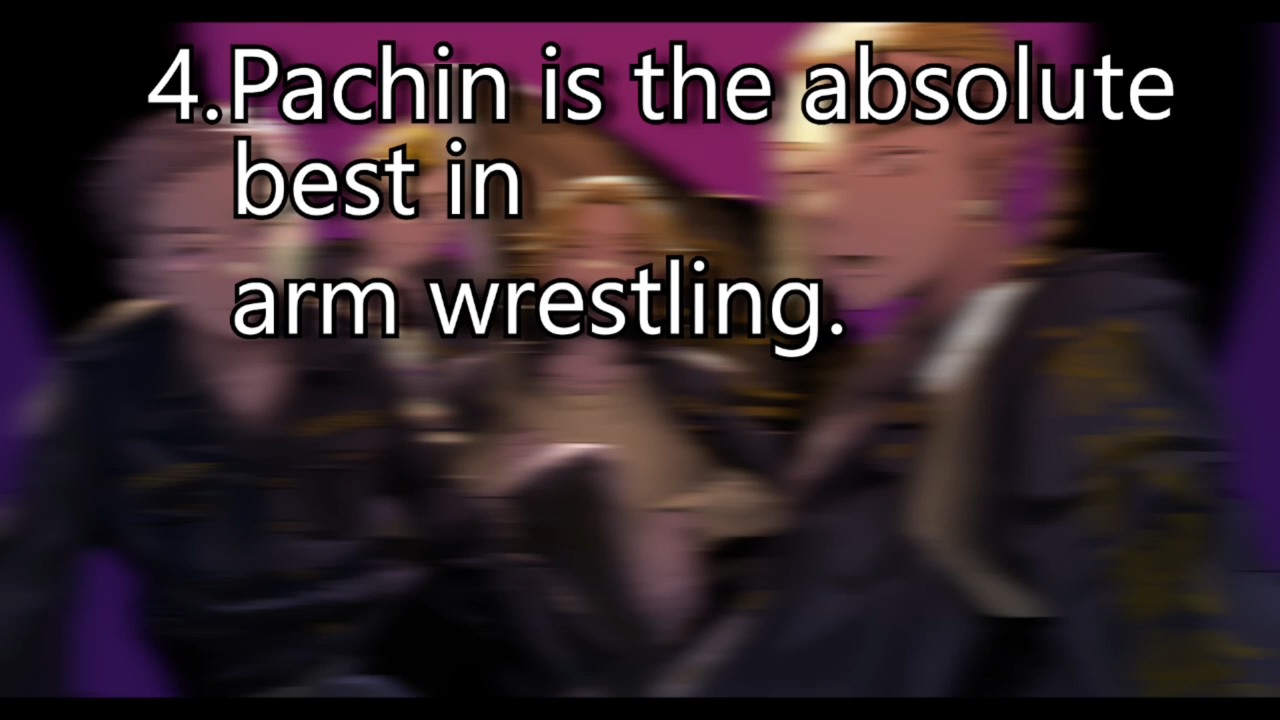 4.Pachin is the absolute
best in
arm wrestling.